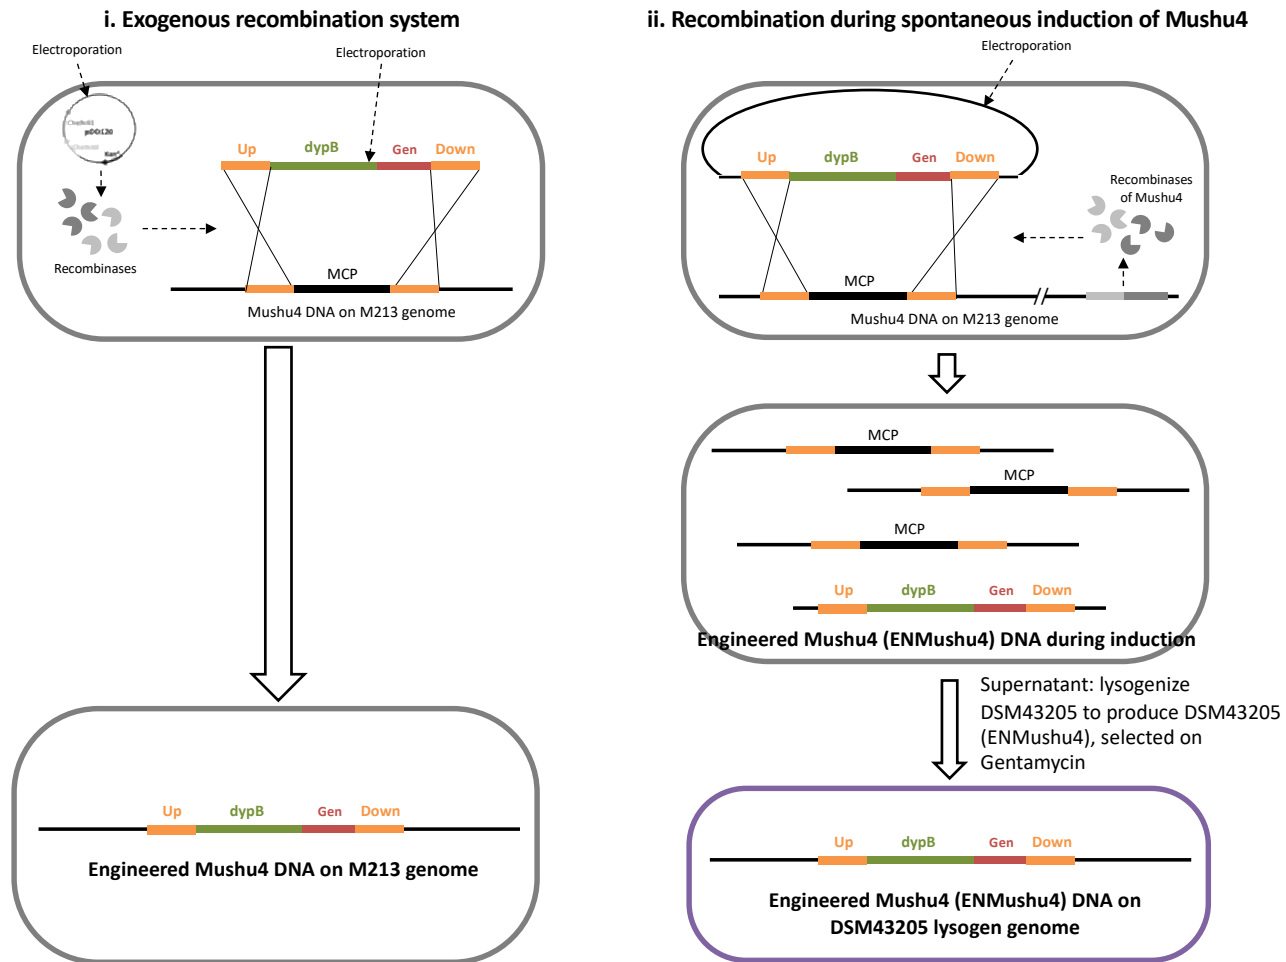 i. Exogenous recombination system
Electroporation
Electroporation
pDD120
Kan
Up
dypB
Gen
Down
Recombinases
MCP
Mushu4 DNA on M213 genome
Up
dypB
Gen
Down
Engineered Mushu4 DNA on M213 genome
ii. Recombination during spontaneous induction of Mushu4
Electroporation
Up
dypB
Gen
Down
Recombinases
of Mushu4
MCP
Mushu4 DNA on M213 genome
MCP
MCP
MCP
Up
dypB
Gen
Down
Engineered Mushu4 (ENMushu4) DNA during induction
Supernatant: lysogenize
DSM43205 to produce DSM43205
(ENMushu4), selected on
Gentamycin
Up
dypB
Gen
Down
Engineered Mushu4 (ENMushu4) DNA on
DSM43205 lysogen genome